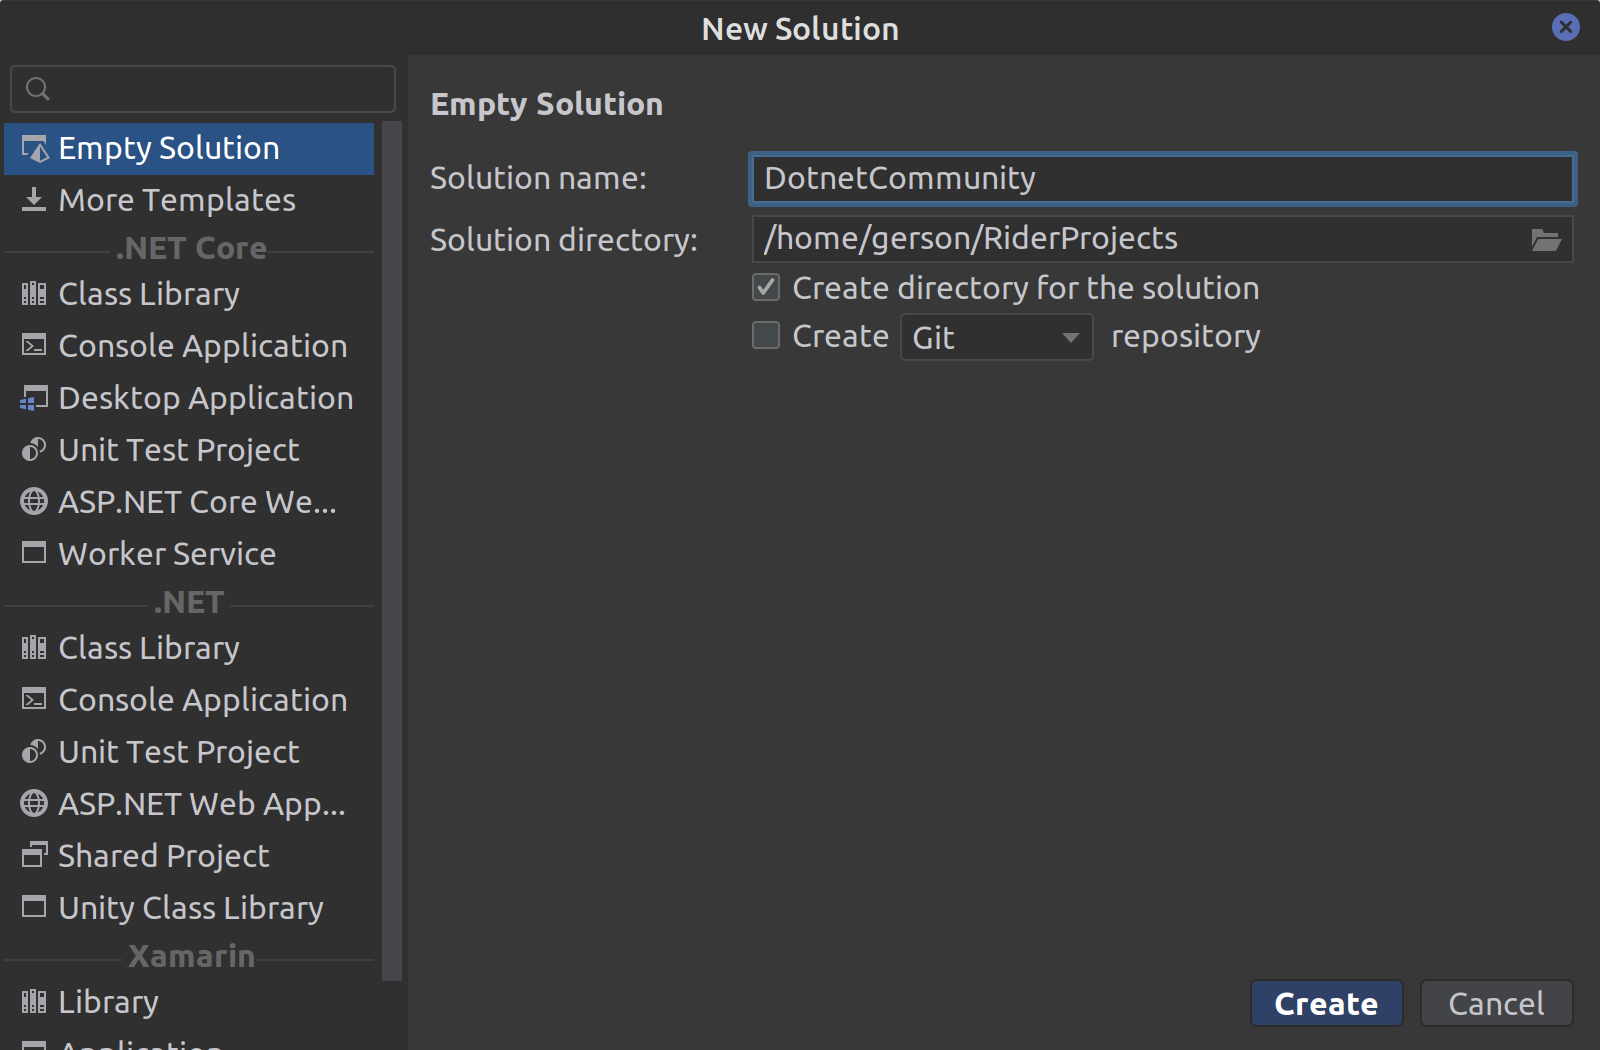 New Solution
Empty Solution
More Templates
.NET Core
Class Library
Console Application
Desktop Application
Unit Test Project
ASP.NET Core We...
Worker Service
.NET
Class Library
Console Application
Unit Test Project
ASP.NET Web App...
Shared Project
Unity Class Library
Xamarin
Library
Application
Empty Solution
Solution name: DotnetCommunity
Solution directory: /home/gerson/RiderProjects
Create directory for the solution
Create Git repository
Create Cancel